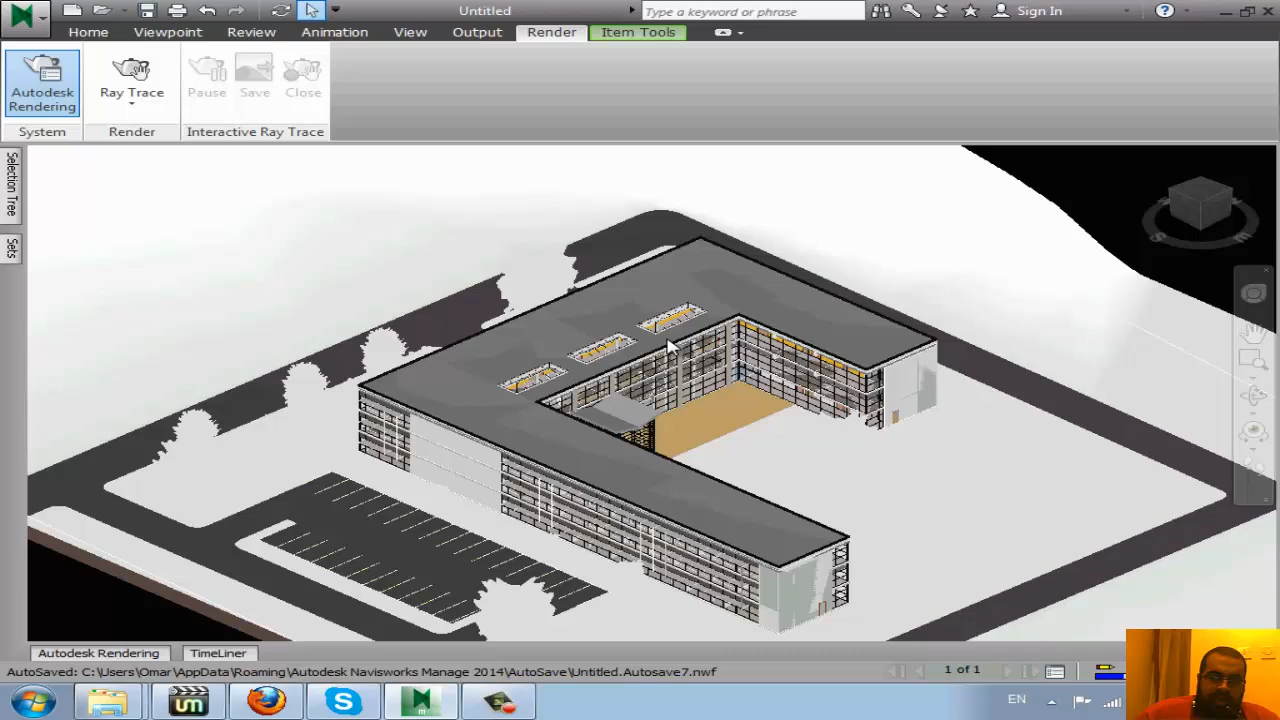 Untitled
Type a keyword or phrase
Sign In
Home
Viewpoint
Review
Animation
View
Output
Render
Item Tools
Autodesk Rendering
Ray Trace
Pause
Save
Close
System
Render
Interactive Ray Trace
Selection Tree
Sets
Autodesk Rendering
TimeLiner
AutoSaved: C:\Users\Omar\AppData\Roaming\Autodesk Navisworks Manage 2014\AutoSave\Untitled.Autosave7.nwf
1 of 1
EN